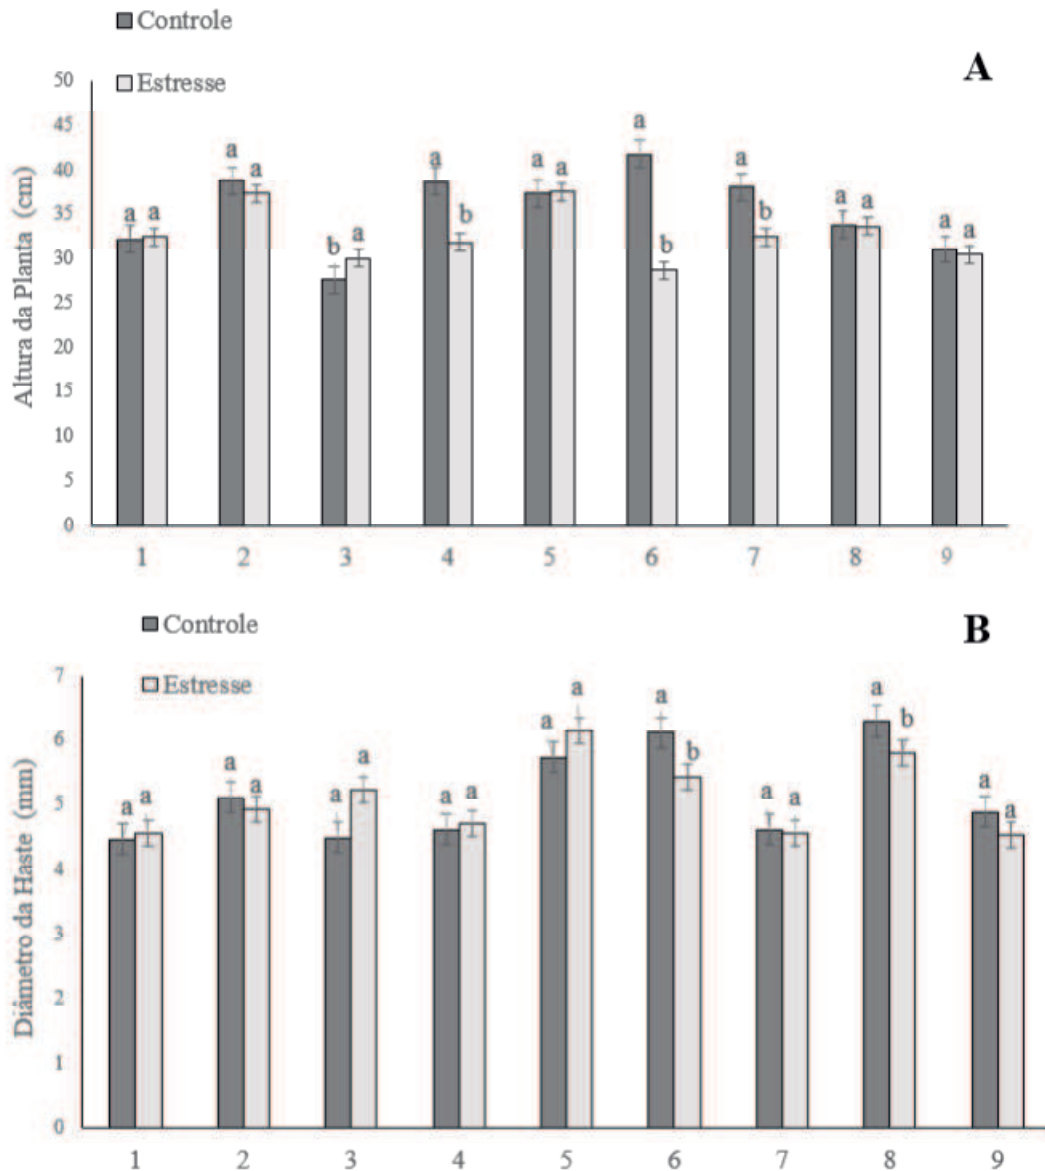 Controle
A
Estresse
50
45
40
35
30
25
20
15
10
5
0
Altura da Planta (cm)
a a a a b a a b a a a b a b a a a a
1 2 3 4 5 6 7 8 9
Controle
B
Estresse
7
6
5
4
3
2
1
0
Diâmetro da Haste (mm)
a a a a a a a a a a a b a a a b a a
1 2 3 4 5 6 7 8 9